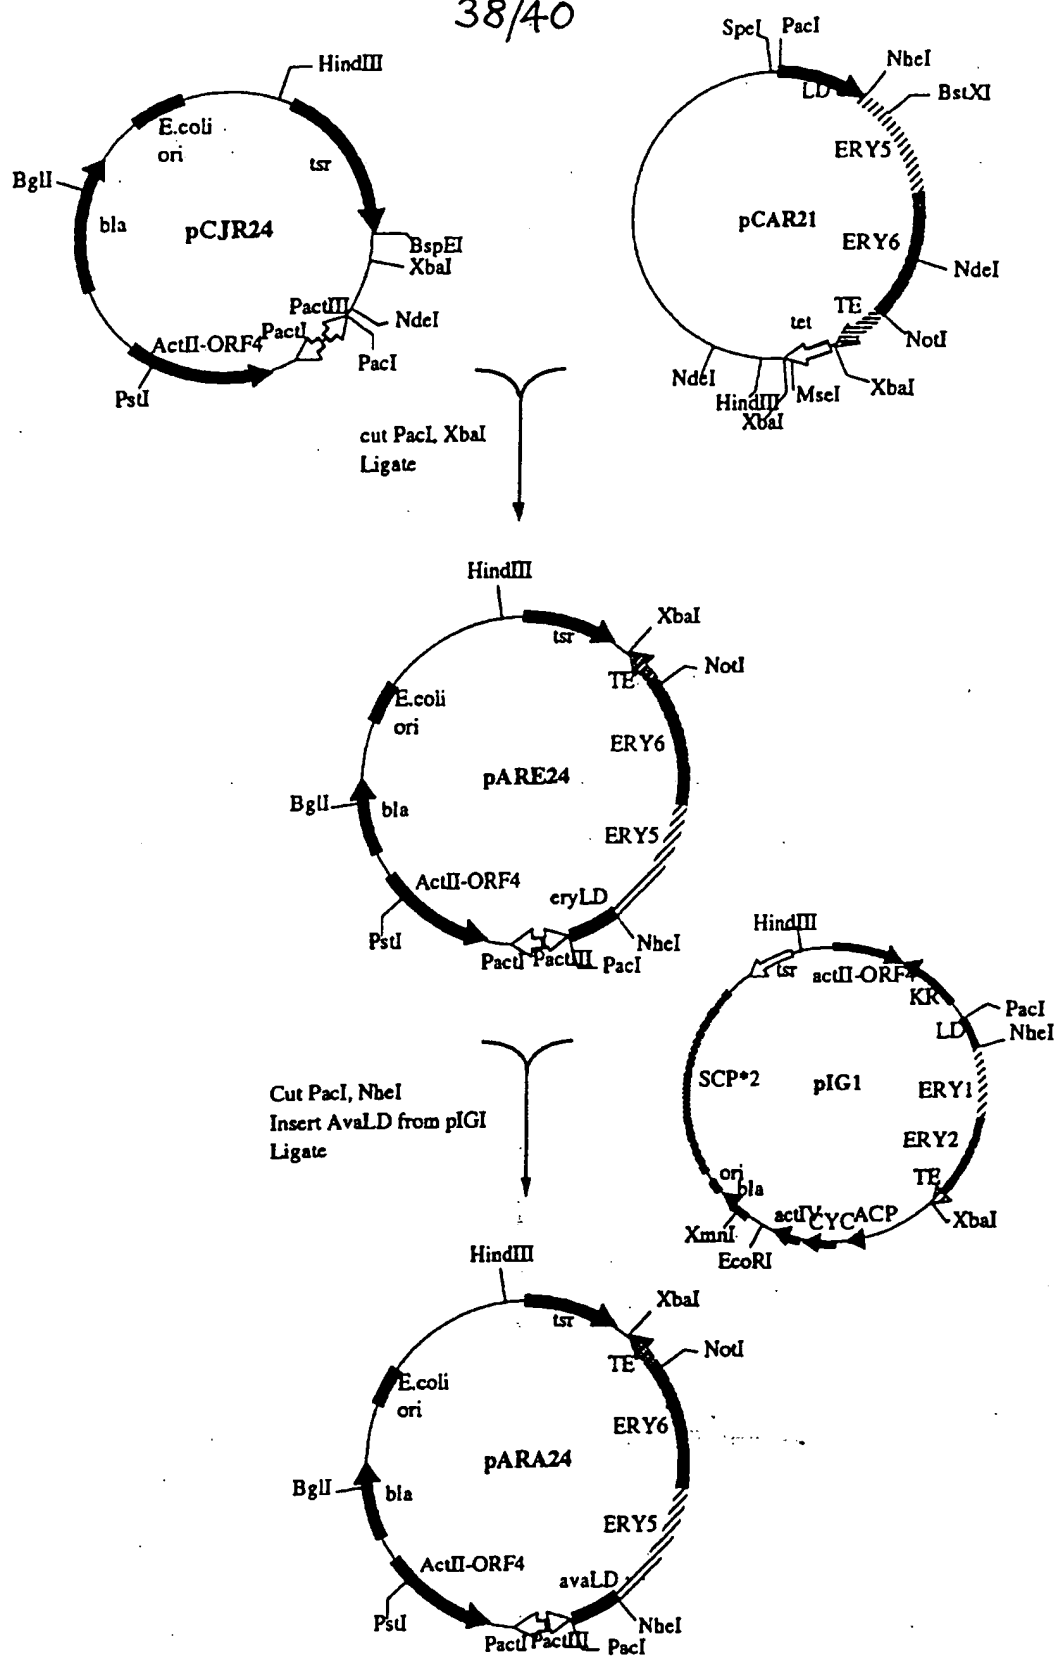 38/40
HindIII
E.coli
ori
tsr
BglI
bla
pCJR24
BspEI
XbaI
PactIII
PactI
NdeI
ActII-ORF4
PacI
PstI
SpeI
PacI
NheI
LD
BstXI
ERY5
pCAR21
ERY6
NdeI
TE
tet
NotI
NdeI
HindIII
XbaI
MseI
XbaI
cut PacI, XbaI
Ligate
HindIII
tsr
XbaI
TE
NotI
E.coli
ori
ERY6
pARE24
BglI
bla
ERY5
ActII-ORF4
eryLD
PstI
NheI
PactI
PactIII
PacI
HindIII
tsr
actII-ORF4
KR
PacI
LD
NheI
SCP*2
pIG1
ERY1
ERY2
ori
bla
TE
actIV
CYC
ACP
XbaI
XmnI
EcoRI
Cut PacI, NheI
Insert AvaLD from pIGI
Ligate
HindIII
tsr
XbaI
TE
NotI
E.coli
ori
ERY6
pARA24
BglI
bla
ERY5
ActII-ORF4
avaLD
PstI
NheI
PactI
PactIII
PacI